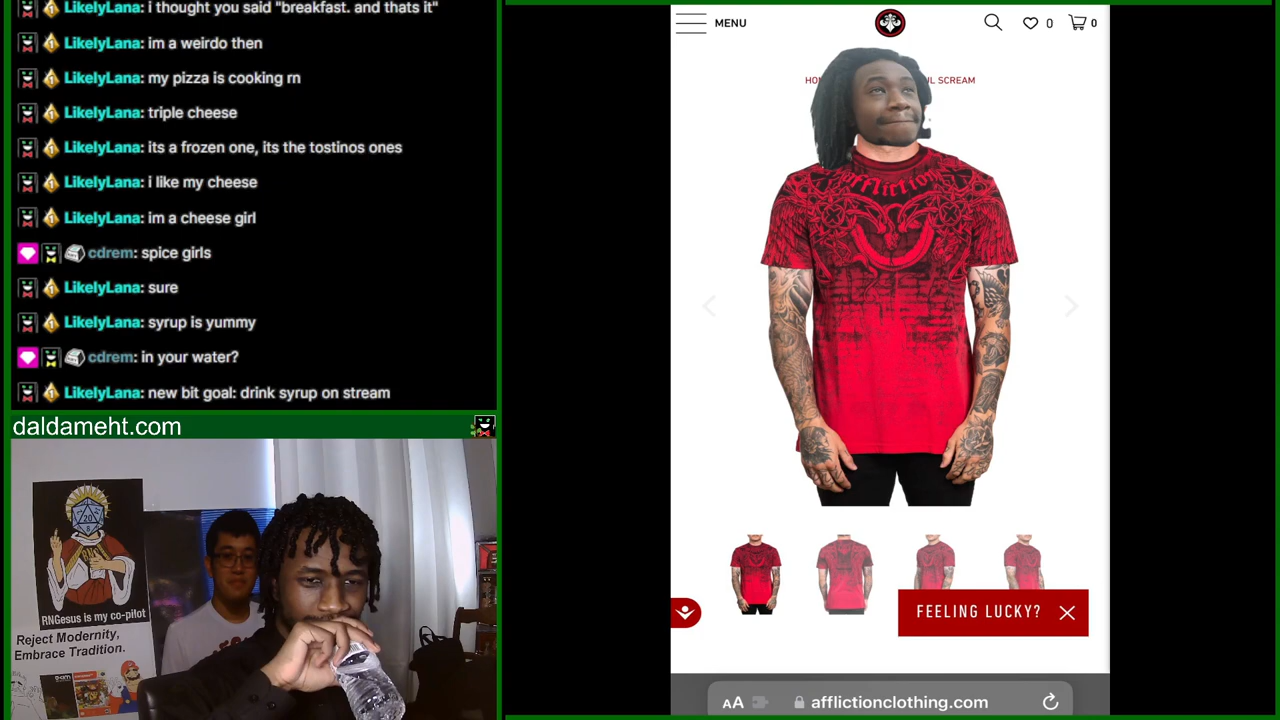 LikelyLana: i thought you said "breakfast. and thats it"
LikelyLana: im a weirdo then
LikelyLana: my pizza is cooking rn
LikelyLana: triple cheese
LikelyLana: its a frozen one, its the tostinos ones
LikelyLana: i like my cheese
LikelyLana: im a cheese girl
cdrem: spice girls
LikelyLana: sure
LikelyLana: syrup is yummy
cdrem: in your water?
LikelyLana: new bit goal: drink syrup on stream
daldameht.com
20
RNGesus is my co-pilot
Reject Modernity,
Embrace Tradition.
MENU
0
0
SCREAM
affliction
FEELING LUCKY?
AA
afflictionclothing.com